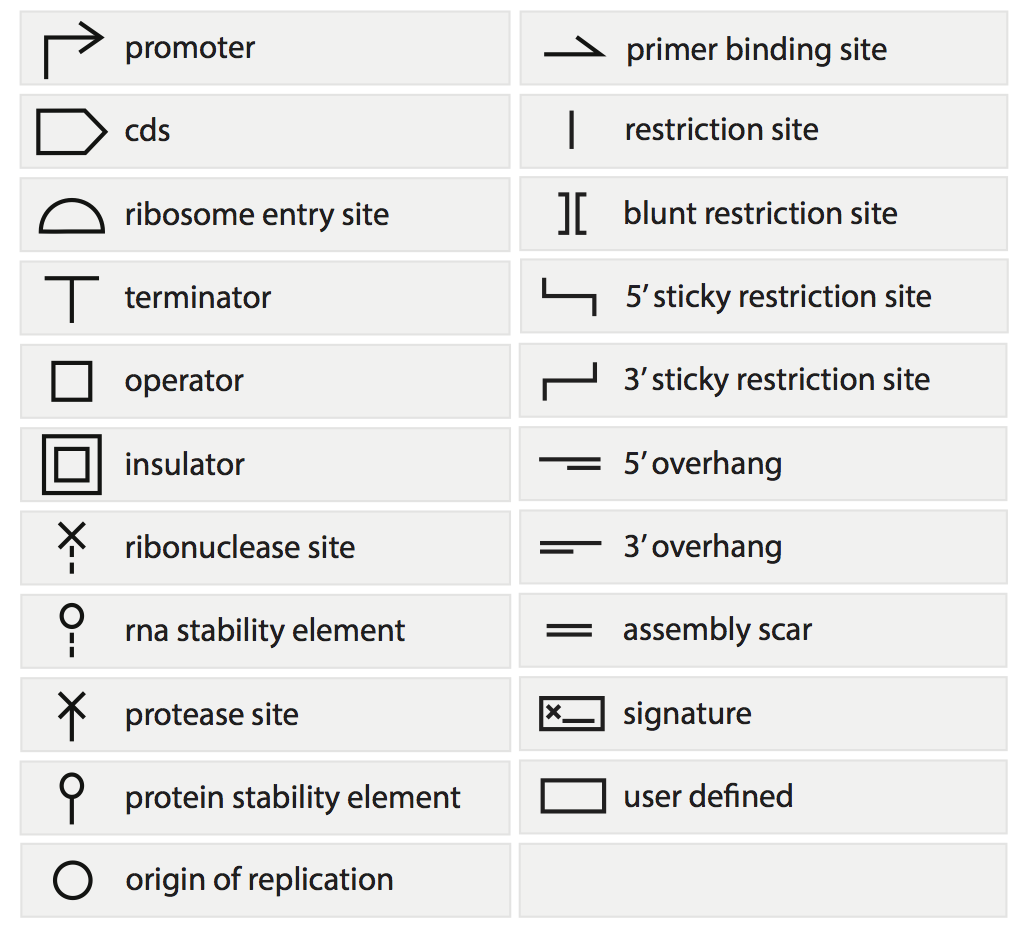 promoter
cds
ribosome entry site
terminator
operator
insulator
ribonuclease site
rna stability element
protease site
protein stability element
origin of replication
primer binding site
restriction site
blunt restriction site
5’ sticky restriction site
3’ sticky restriction site
5’ overhang
3’ overhang
assembly scar
signature
user defined